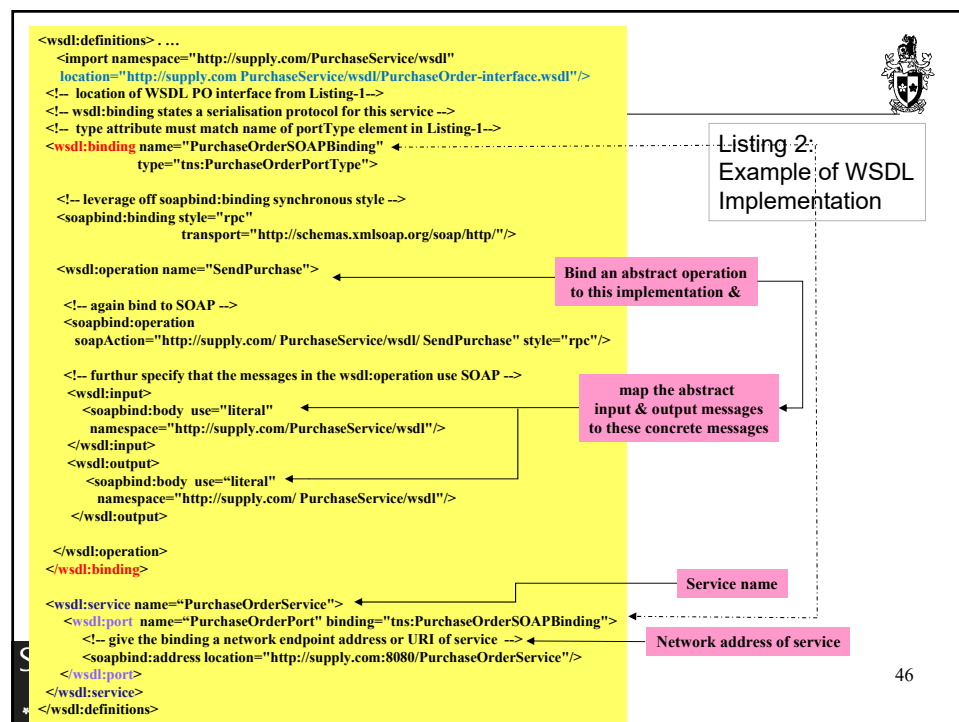 <wsdl:definitions> . …
<import namespace="http://supply.com/PurchaseService/wsdl"
location="http://supply.com PurchaseService/wsdl/PurchaseOrder-interface.wsdl"/>
<!-- location of WSDL PO interface from Listing-1-->
<!-- wsdl:binding states a serialisation protocol for this service -->
<!-- type attribute must match name of portType element in Listing-1-->
<wsdl:binding name="PurchaseOrderSOAPBinding"
type="tns:PurchaseOrderPortType">
Listing 2:
Example of WSDL
Implementation
<!-- leverage off soapbind:binding synchronous style -->
<soapbind:binding style="rpc"
transport="http://schemas.xmlsoap.org/soap/http/"/>
<wsdl:operation name="SendPurchase">
Bind an abstract operation
to this implementation &
<!-- again bind to SOAP -->
<soapbind:operation
soapAction="http://supply.com/ PurchaseService/wsdl/ SendPurchase" style="rpc"/>
<!-- furthur specify that the messages in the wsdl:operation use SOAP -->
<wsdl:input>
<soapbind:body use="literal"
namespace="http://supply.com/PurchaseService/wsdl"/>
</wsdl:input>
<wsdl:output>
<soapbind:body use=“literal"
namespace="http://supply.com/ PurchaseService/wsdl"/>
</wsdl:output>
map the abstract
input & output messages
to these concrete messages
</wsdl:operation>
</wsdl:binding>
Service name
<wsdl:service name=“PurchaseOrderService">
<wsdl:port name=“PurchaseOrderPort" binding="tns:PurchaseOrderSOAPBinding">
<!-- give the binding a network endpoint address or URI of service -->
Network address of service
<soapbind:address location="http://supply.com:8080/PurchaseOrderService"/>
</wsdl:port>
</wsdl:service>
</wsdl:definitions>
S
46